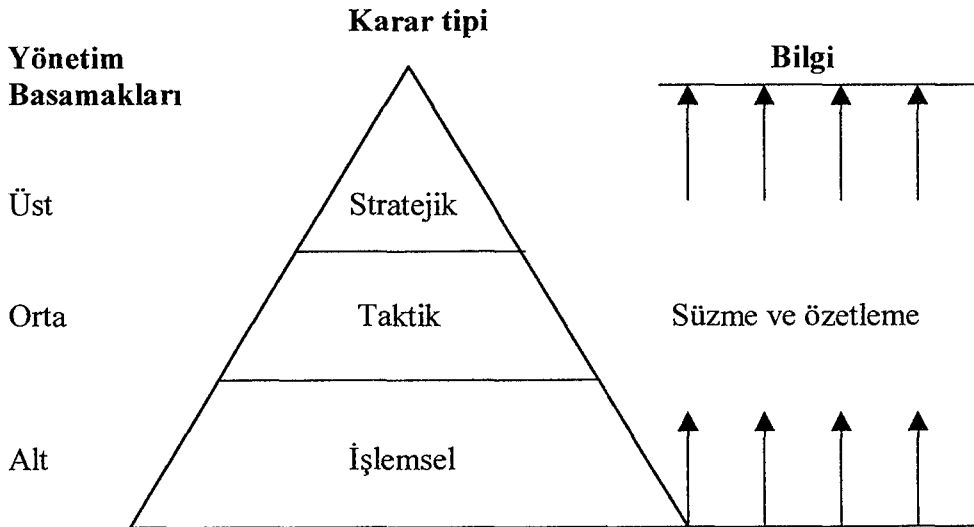 Karar tipi
Yönetim
Basamakları
Bilgi
Üst
Stratejik
Orta
Taktik
Süzme ve özetleme
Alt
İşlemsel